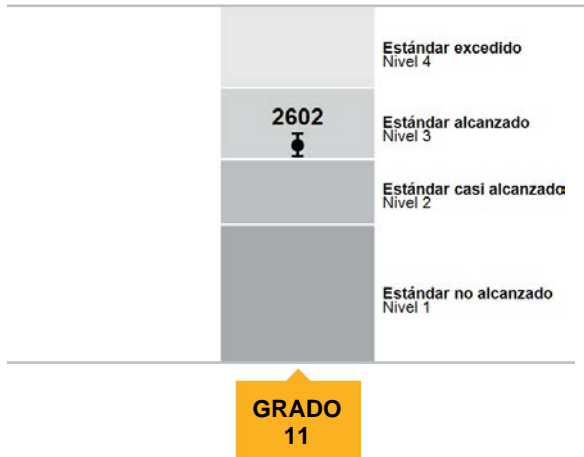 Estándar excedido
Nivel 4
2602
Estándar alcanzado
Nivel 3
Estándar casi alcanzado
Nivel 2
Estándar no alcanzado
Nivel 1
GRADO
11